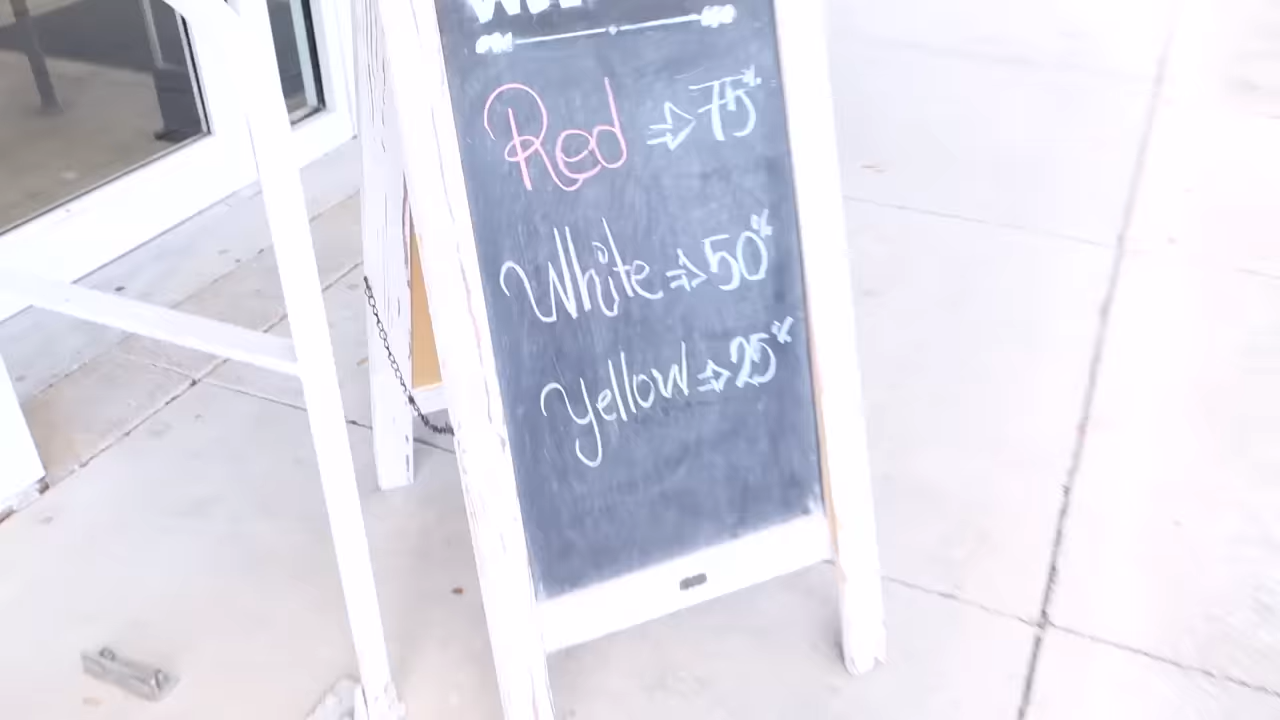 Red ⇒ 75%
White ⇒ 50%
Yellow ⇒ 25%